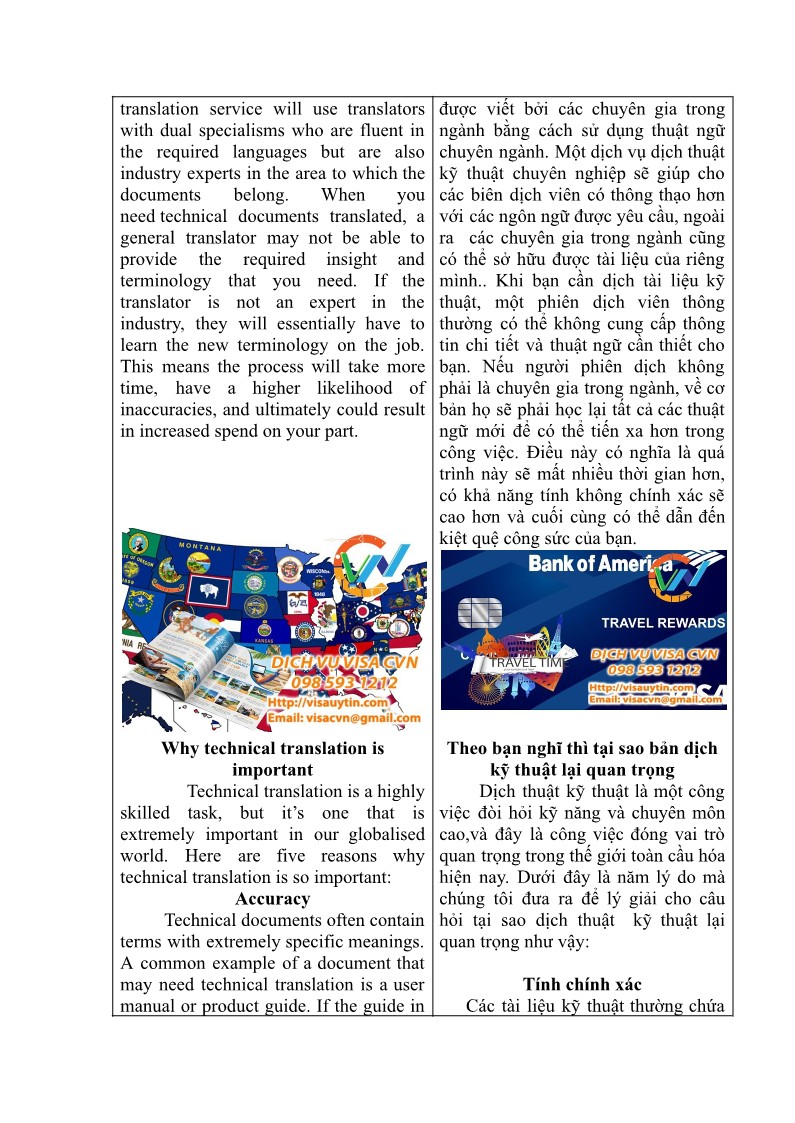 translation service will use translators
with dual specialisms who are fluent in
the required languages but are also
industry experts in the area to which the
documents belong. When you
need technical documents translated, a
general translator may not be able to
provide the required insight and
terminology that you need. If the
translator is not an expert in the
industry, they will essentially have to
learn the new terminology on the job.
This means the process will take more
time, have a higher likelihood of
inaccuracies, and ultimately could result
in increased spend on your part.
MONTANA
WISCONSIN
1848
KANSAS
CVN
DỊCH VỤ VISA CVN
098 593 1212
Http://visauytin.com
Email: visacvn@gmail.com
Why technical translation is
important
Technical translation is a highly
skilled task, but it’s one that is
extremely important in our globalised
world. Here are five reasons why
technical translation is so important:
Accuracy
Technical documents often contain
terms with extremely specific meanings.
A common example of a document that
may need technical translation is a user
manual or product guide. If the guide in
được viết bởi các chuyên gia trong
ngành bằng cách sử dụng thuật ngữ
chuyên ngành. Một dịch vụ dịch thuật
kỹ thuật chuyên nghiệp sẽ giúp cho
các biên dịch viên có thông thạo hơn
với các ngôn ngữ được yêu cầu, ngoài
ra các chuyên gia trong ngành cũng
có thể sở hữu được tài liệu của riêng
mình.. Khi bạn cần dịch tài liệu kỹ
thuật, một phiên dịch viên thông
thường có thể không cung cấp thông
tin chi tiết và thuật ngữ cần thiết cho
bạn. Nếu người phiên dịch không
phải là chuyên gia trong ngành, về cơ
bản họ sẽ phải học lại tất cả các thuật
ngữ mới để có thể tiến xa hơn trong
công việc. Điều này có nghĩa là quá
trình này sẽ mất nhiều thời gian hơn,
có khả năng tính không chính xác sẽ
cao hơn và cuối cùng có thể dẫn đến
kiệt quệ công sức của bạn.
Bank of America
CVN
TRAVEL REWARDS
TRAVEL TIME
DỊCH VỤ VISA CVN
098 593 1212
Http://visauytin.com
Email: visacvn@gmail.com
VISA
Theo bạn nghĩ thì tại sao bản dịch
kỹ thuật lại quan trọng
Dịch thuật kỹ thuật là một công
việc đòi hỏi kỹ năng và chuyên môn
cao,và đây là công việc đóng vai trò
quan trọng trong thế giới toàn cầu hóa
hiện nay. Dưới đây là năm lý do mà
chúng tôi đưa ra để lý giải cho câu
hỏi tại sao dịch thuật kỹ thuật lại
quan trọng như vậy:
Tính chính xác
Các tài liệu kỹ thuật thường chứa